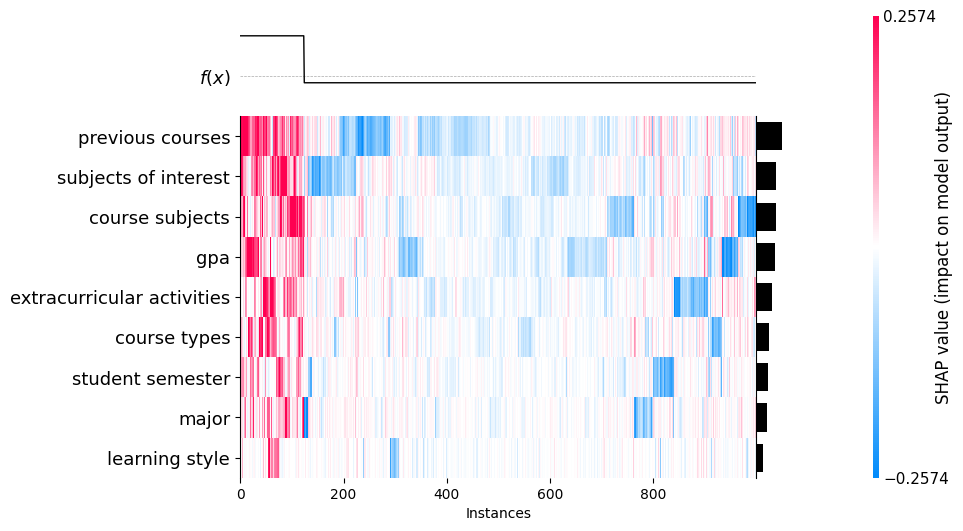 0.2574
f(x)
previous courses
subjects of interest
course subjects
gpa
extracurricular activities
course types
student semester
major
learning style
0 200 400 600 800
Instances
SHAP value (impact on model output)
−0.2574